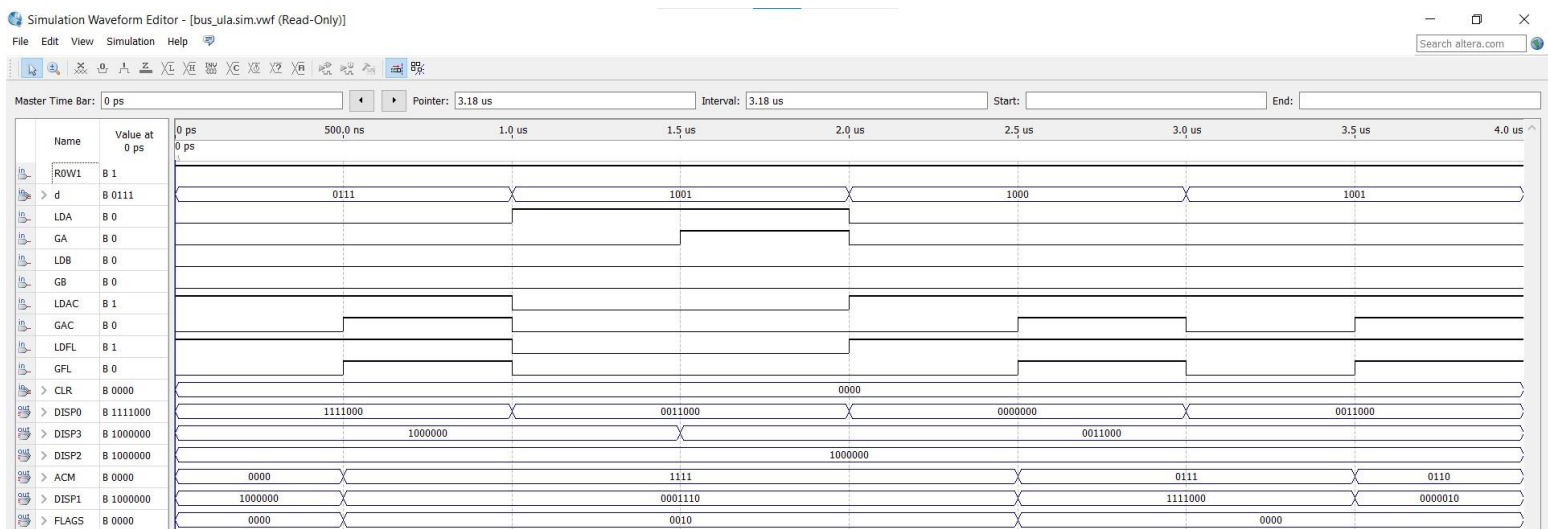 Simulation Waveform Editor - [bus_ula.sim.vwf (Read-Only)]
File Edit View Simulation Help
Search altera.com
Master Time Bar: 0 ps Pointer: 3.18 us Interval: 3.18 us Start: End:
Name Value at 0 ps
0 ps 500.0 ns 1.0 us 1.5 us 2.0 us 2.5 us 3.0 us 3.5 us 4.0 us
0 ps
R0W1 B 1
d B 0111 0111 1001 1000 1001
LDA B 0
GA B 0
LDB B 0
GB B 0
LDAC B 1
GAC B 0
LDFL B 1
GFL B 0
CLR B 0000 0000
DISP0 B 1111000 1111000 0011000 0000000 0011000
DISP3 B 1000000 1000000 0011000
DISP2 B 1000000 1000000
ACM B 0000 0000 1111 0111 0110
DISP1 B 1000000 1000000 0001110 1111000 0000010
FLAGS B 0000 0000 0010 0000